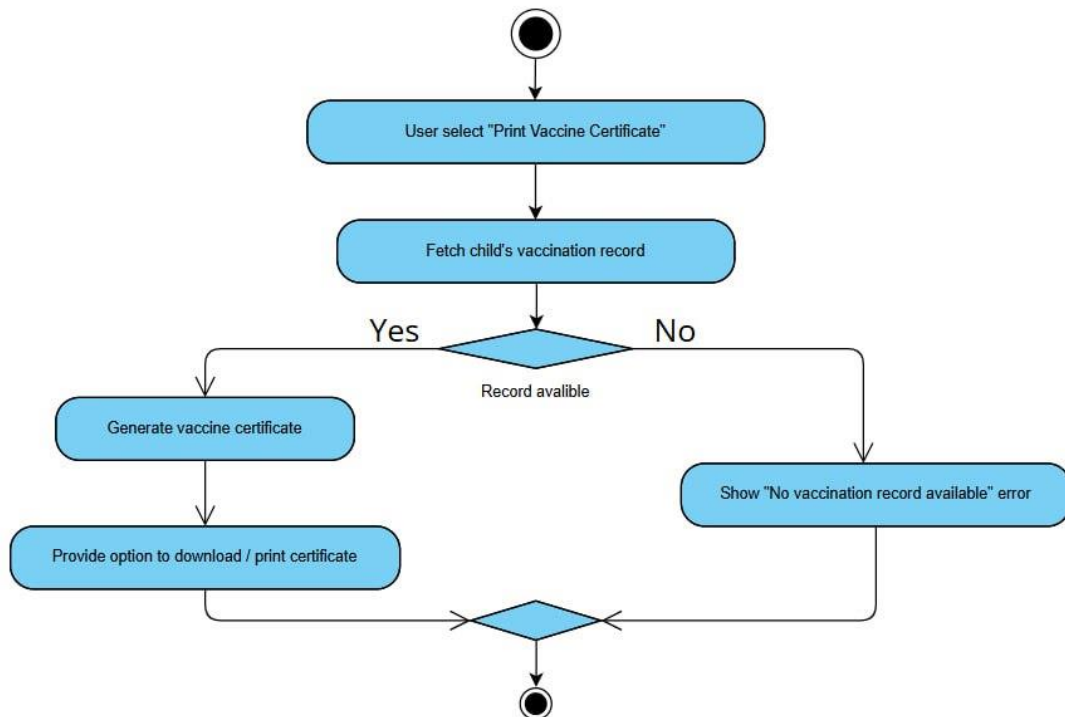 User select "Print Vaccine Certificate"
Fetch child's vaccination record
Yes
No
Record avalible
Generate vaccine certificate
Show "No vaccination record available" error
Provide option to download / print certificate